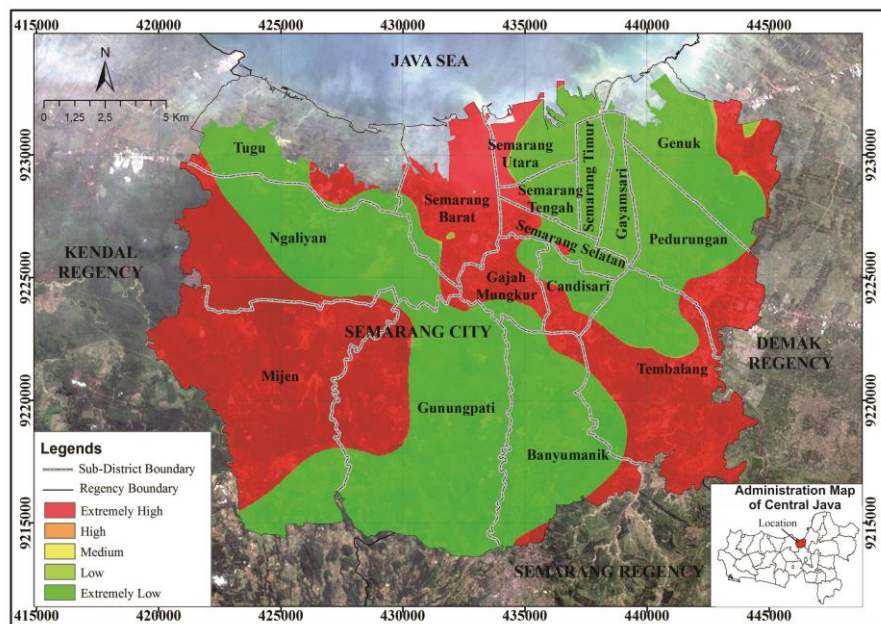 415000 420000 425000 430000 435000 440000 445000
N
0 1,25 2,5 5 Km
JAVA SEA
9230000
9225000
9220000
9215000
9230000
9225000
9220000
9215000
Tugu
Semarang
Utara
Semarang Timur
Genuk
Semarang
Tengah
Gayamsari
Semarang
Barat
Ngaliyan
Semarang Selatan
Pedurungan
KENDAL
REGENCY
Gajah
Mungkur
Candisari
SEMARANG CITY
DEMAK
REGENCY
Mijen
Tembalang
Gunungpati
Banyumanik
SEMARANG REGENCY
Legends
Sub-District Boundary
Regency Boundary
Extremely High
High
Medium
Low
Extremely Low
Administration Map
of Central Java
Location
415000 420000 425000 430000 435000 440000 445000